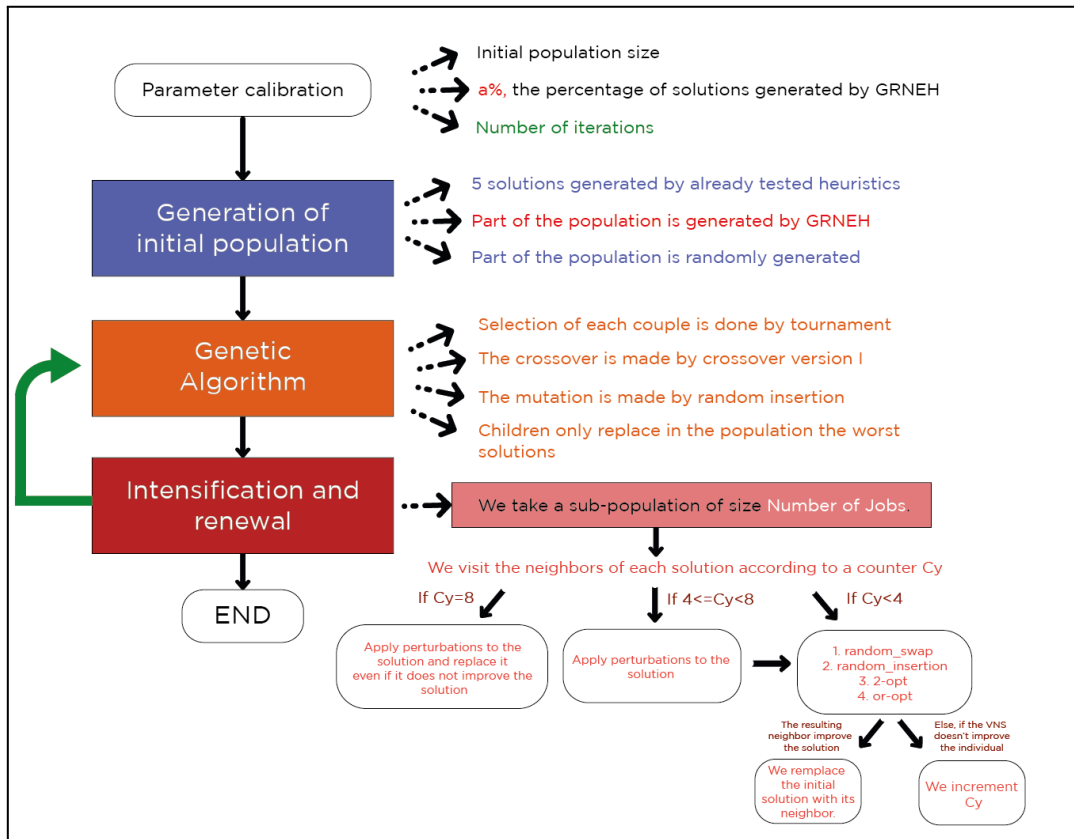 Parameter calibration
Initial population size
a%, the percentage of solutions generated by GRNEH
Number of iterations
Generation of
initial population
5 solutions generated by already tested heuristics
Part of the population is generated by GRNEH
Part of the population is randomly generated
Genetic
Algorithm
Selection of each couple is done by tournament
The crossover is made by crossover version I
The mutation is made by random insertion
Children only replace in the population the worst
solutions
Intensification and
renewal
We take a sub-population of size Number of Jobs.
END
We visit the neighbors of each solution according to a counter Cy
If Cy=8
If 4<=Cy<8
If Cy<4
Apply perturbations to the
solution and replace it
even if it does not improve the
solution
Apply perturbations to the
solution
1. random_swap
2. random_insertion
3. 2-opt
4. or-opt
The resulting
neighbor improve
the solution
Else, if the VNS
doesn't improve
the individual
We remplace
the initial
solution with its
neighbor.
We increment
Cy